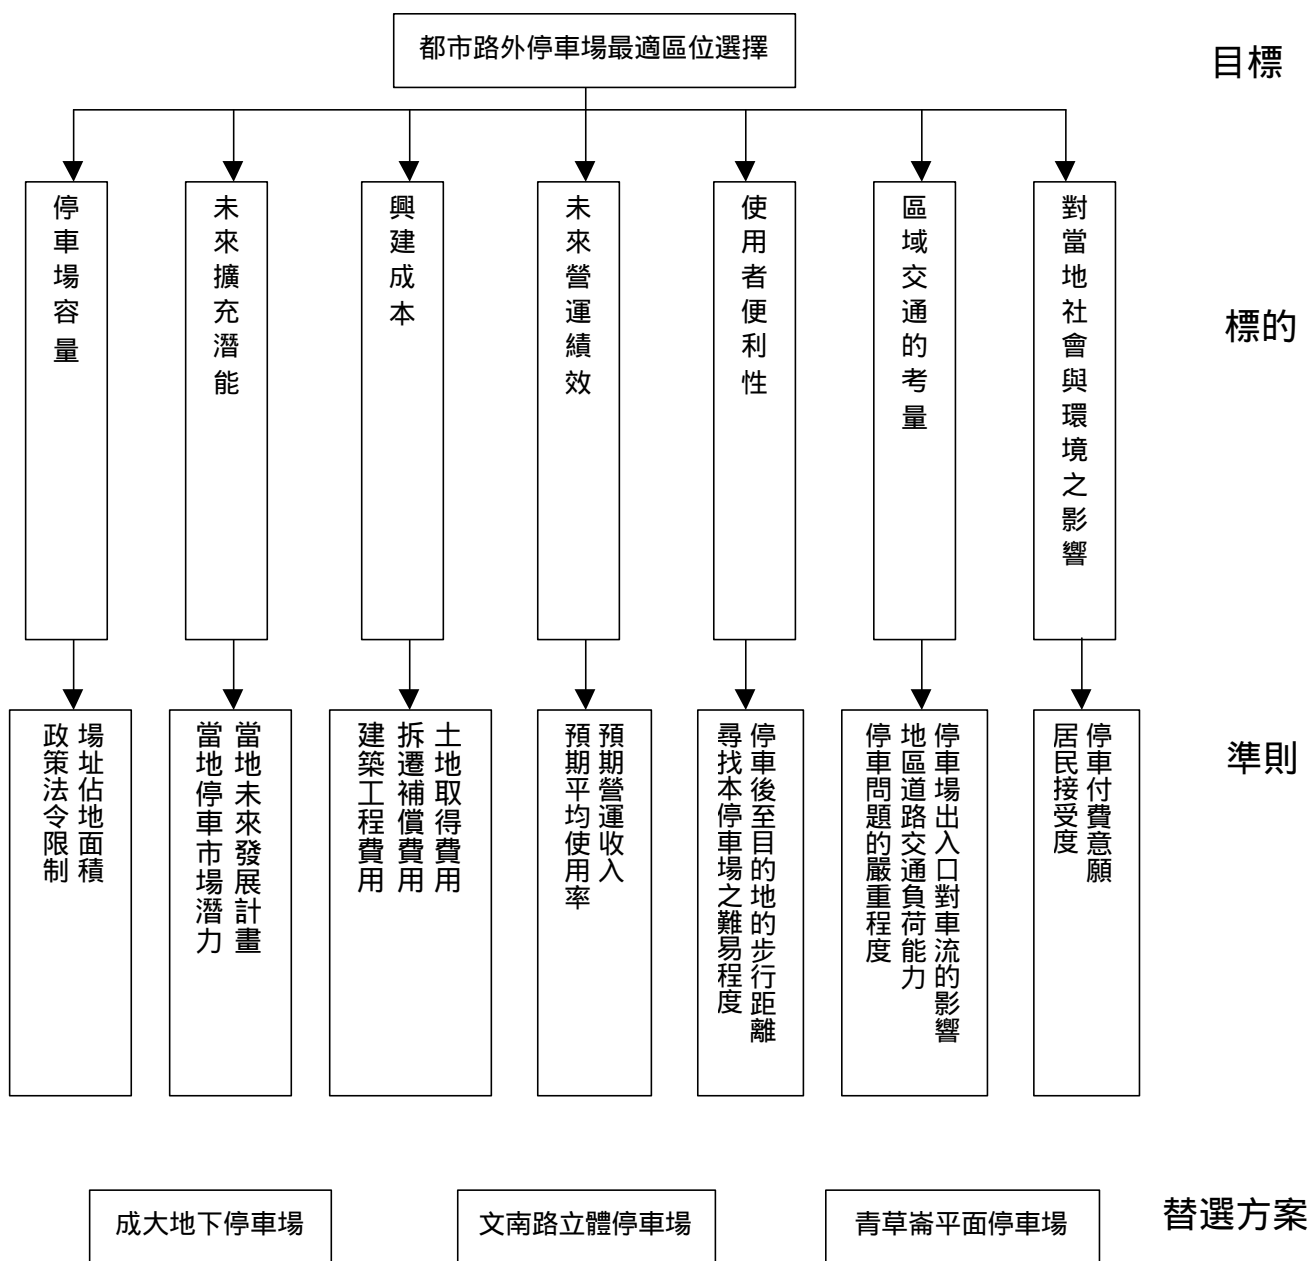 都市路外停車場最適區位選擇
目標
停車場容量
未來擴充潛能
興建成本
未來營運績效
使用者便利性
區域交通的考量
對當地社會與環境之影響
標的
場址佔地面積
政策法令限制
當地未來發展計畫
當地停車市場潛力
土地取得費用
拆遷補償費用
建築工程費用
預期營運收入
預期平均使用率
停車後至目的地的步行距離
尋找本停車場之難易程度
停車場出入口對車流的影響
地區道路交通負荷能力
停車問題的嚴重程度
停車付費意願
居民接受度
準則
成大地下停車場
文南路立體停車場
青草崙平面停車場
替選方案